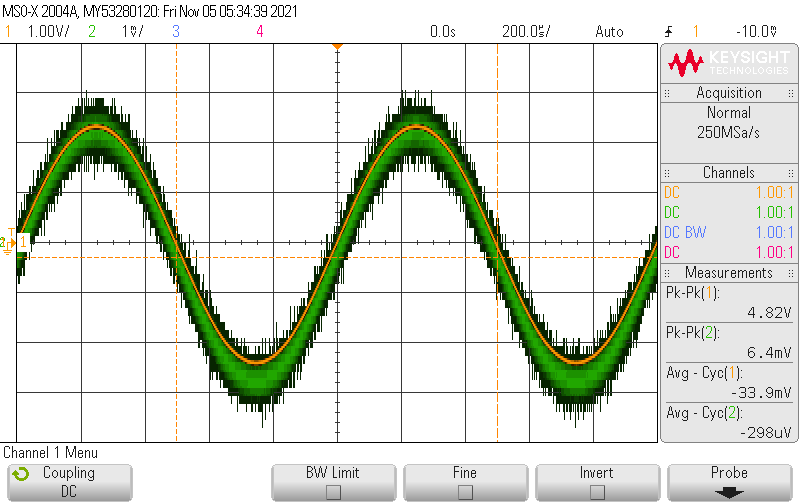 MSO-X 2004A, MY53280120: Fri Nov 05 05:34:39 2021
1 1.00V/ 2 1mV/ 3 4 0.0s 200.0us/ Auto 1 -10.0mV
KEYSIGHT
TECHNOLOGIES
Acquisition
Normal
250MSa/s
Channels
DC 1.00:1
DC 1.00:1
DC BW 1.00:1
DC 1.00:1
Measurements
Pk-Pk(1):
4.82V
Pk-Pk(2):
6.4mV
Avg - Cyc(1):
-33.9mV
Avg - Cyc(2):
-298uV
2
T
1
Channel 1 Menu
Coupling
DC
BW Limit
Fine
Invert
Probe